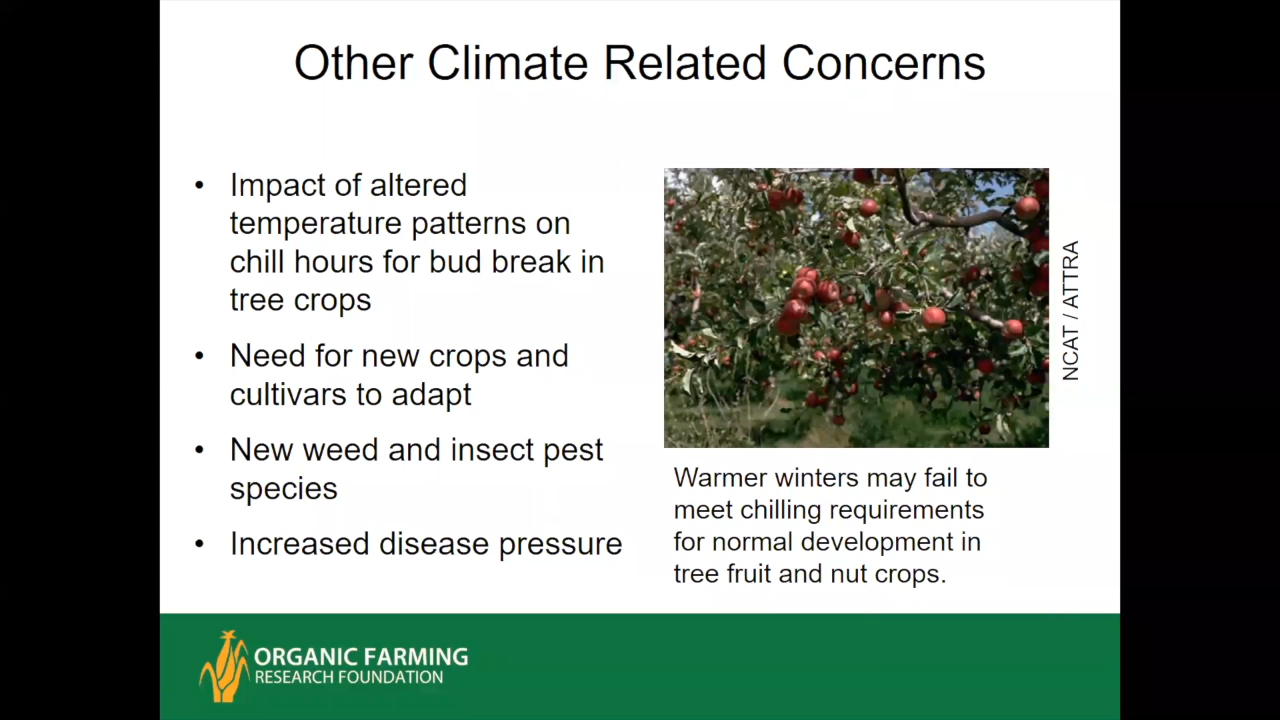 Other Climate Related Concerns
• Impact of altered
temperature patterns on
chill hours for bud break in
tree crops
• Need for new crops and
cultivars to adapt
• New weed and insect pest
species
• Increased disease pressure
NCAT / ATTRA
Warmer winters may fail to
meet chilling requirements
for normal development in
tree fruit and nut crops.
ORGANIC FARMING
RESEARCH FOUNDATION